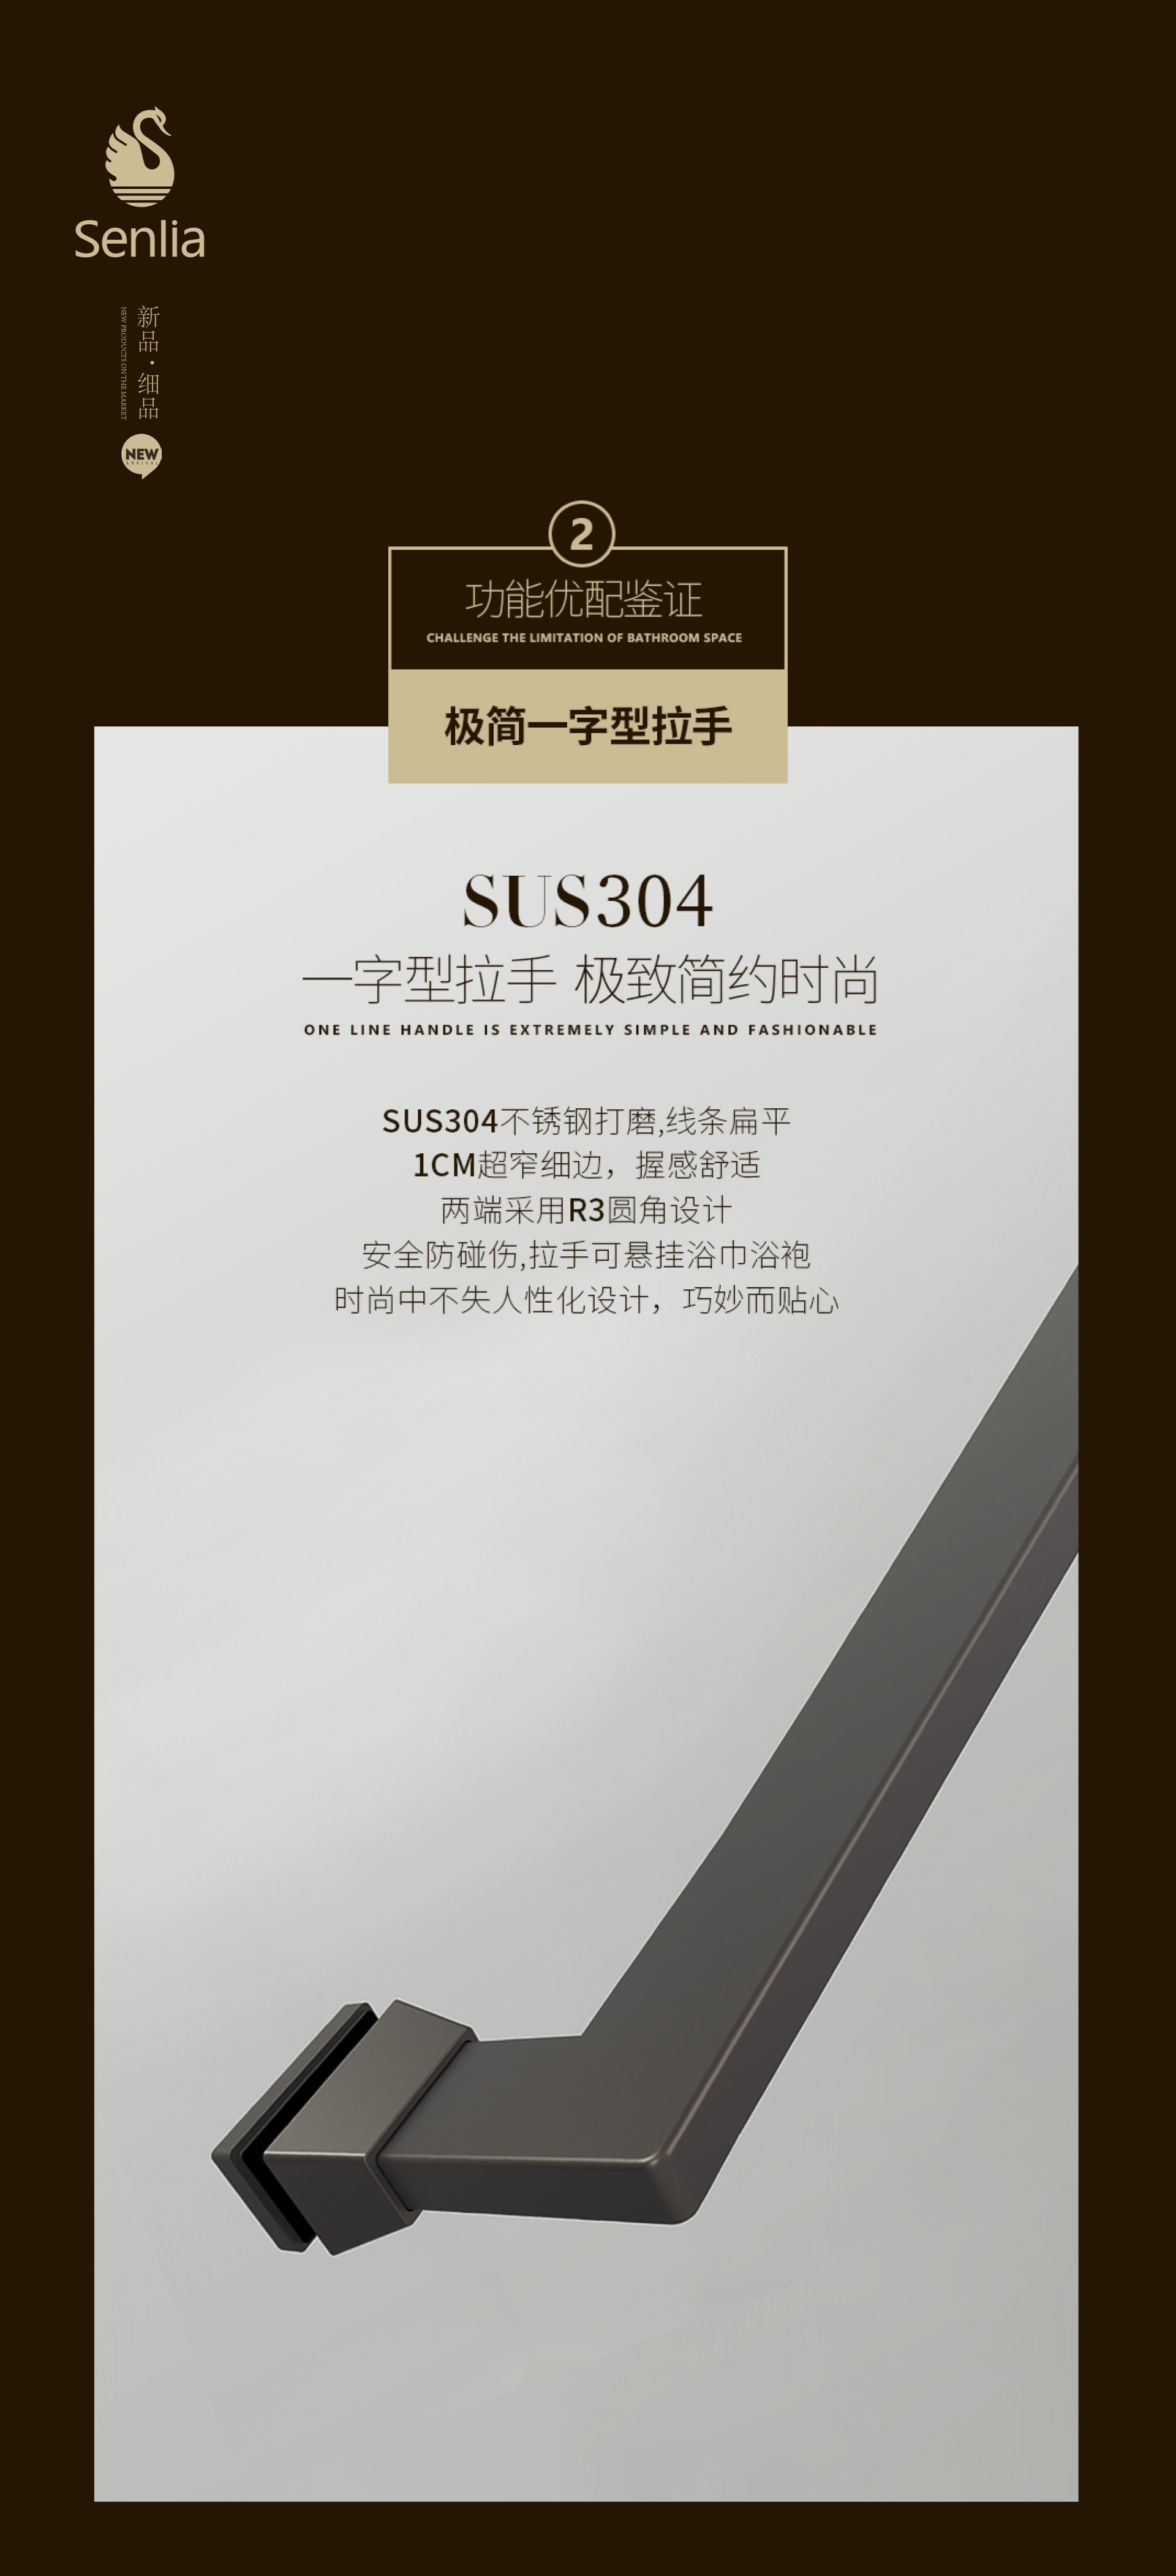 Senlia
新品·细品
NEW PRODUCTS ON THE MARKET
NEW
2
功能优配鉴证
CHALLENGE THE LIMITATION OF BATHROOM SPACE
极简一字型拉手
SUS304
一字型拉手 极致简约时尚
ONE LINE HANDLE IS EXTREMELY SIMPLE AND FASHIONABLE
SUS304不锈钢打磨,线条扁平
1CM超窄细边，握感舒适
两端采用R3圆角设计
安全防碰伤,拉手可悬挂浴巾浴袍
时尚中不失人性化设计，巧妙而贴心